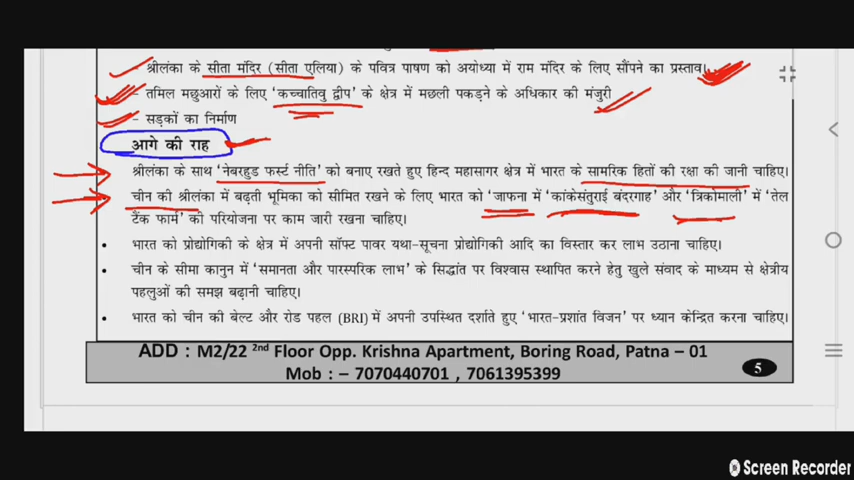 श्रीलंका के सीता मंदिर (सीता एलिया) के पवित्र पाषण को अयोध्या में राम मंदिर के लिए सौंपने का प्रस्ताव।
- तमिल मछुआरों के लिए 'कच्चातिवु द्वीप' के क्षेत्र में मछली पकड़ने के अधिकार की मंजुरी
- सड़कों का निर्माण
आगे की राह
श्रीलंका के साथ 'नेबरहुड फर्स्ट नीति' को बनाए रखते हुए हिन्द महासागर क्षेत्र में भारत के सामरिक हितों की रक्षा की जानी चाहिए।
चीन की श्रीलंका में बढ़ती भूमिका को सीमित रखने के लिए भारत को 'जाफना में 'कांकेसंतुराई बंदरगाह' और 'त्रिकोमाली' में "तेल
टैंक फार्म' की परियोजना पर काम जारी रखना चाहिए।
• भारत को प्रोद्योगिकी के क्षेत्र में अपनी सॉफ्ट पावर यथा-सूचना प्रोद्योगिकी आदि का विस्तार कर लाभ उठाना चाहिए।
• चीन के सीमा कानुन में "समानता और पारस्परिक लाभ' के सिद्धांत पर विश्वास स्थापित करने हेतु खुले संवाद के माध्यम से क्षेत्रीय
पहलुओं की समझ बढ़ानी चाहिए।
• भारत को चीन की बेल्ट और रोड पहल (BRI) में अपनी उपस्थित दर्शाते हुए 'भारत-प्रशांत विजन' पर ध्यान केन्द्रित करना चाहिए।
ADD : M2/22 2nd Floor Opp. Krishna Apartment, Boring Road, Patna – 01
Mob : – 7070440701 , 7061395399
5
Screen Recorder